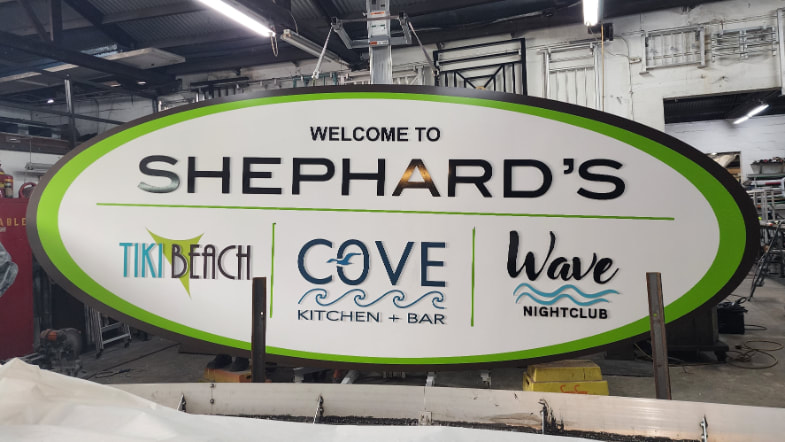 WELCOME TO
SHEPHARD'S
TIKI BEACH
COVE
KITCHEN + BAR
Wave
NIGHTCLUB